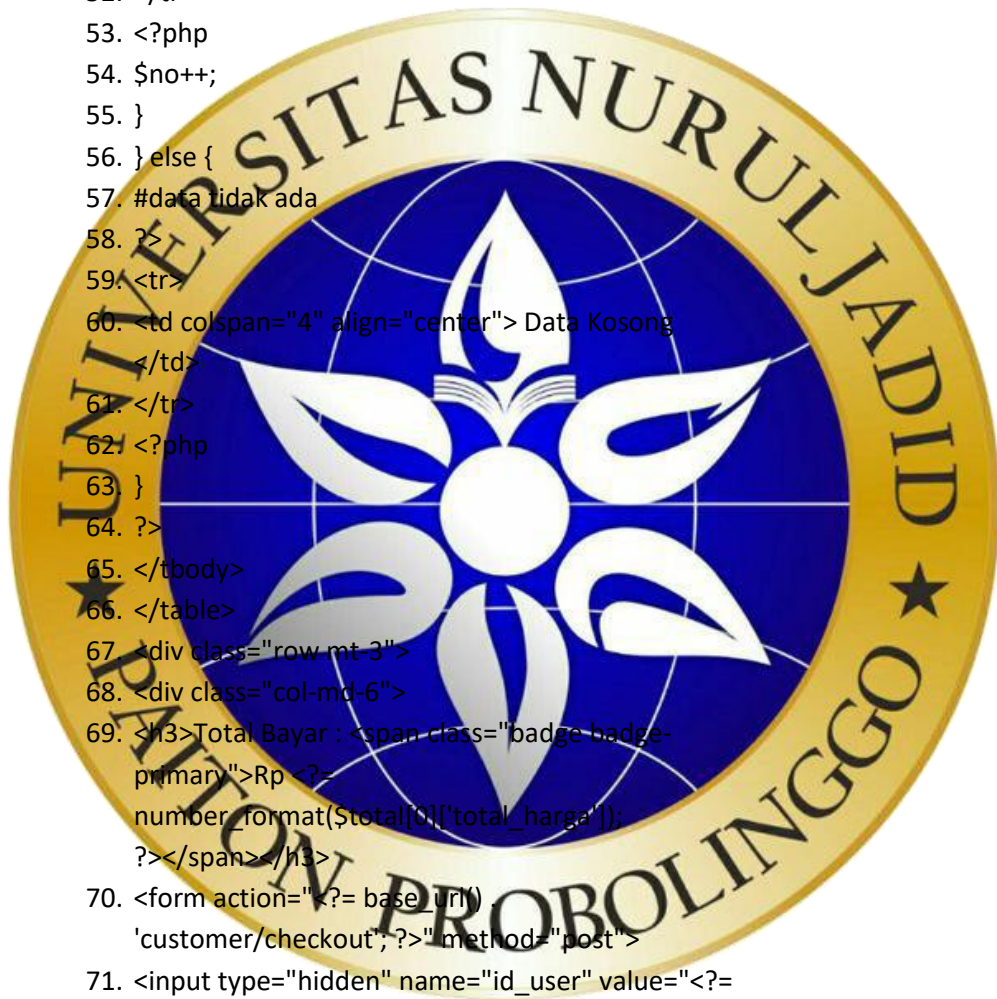 53. <?php
54. $no++;
55. }
56. } else {
57. #data tidak ada
58. ?>
59. <tr>
60. <td colspan="4" align="center"> Data Kosong
</td>
61. </tr>
62. <?php
63. }
64. ?>
65. </tbody>
66. </table>
67. <div class="row mt-3">
68. <div class="col-md-6">
69. <h3>Total Bayar : <span class="badge badge-
primary">Rp <?=
number_format($total[0]['total_harga']);
?></span></h3>
70. <form action="<?= base_url() .
'customer/checkout'; ?>" method="post">
71. <input type="hidden" name="id_user" value="<?=
UNIVERSITAS NURUL JADID
PAITON PROBOLINGGO